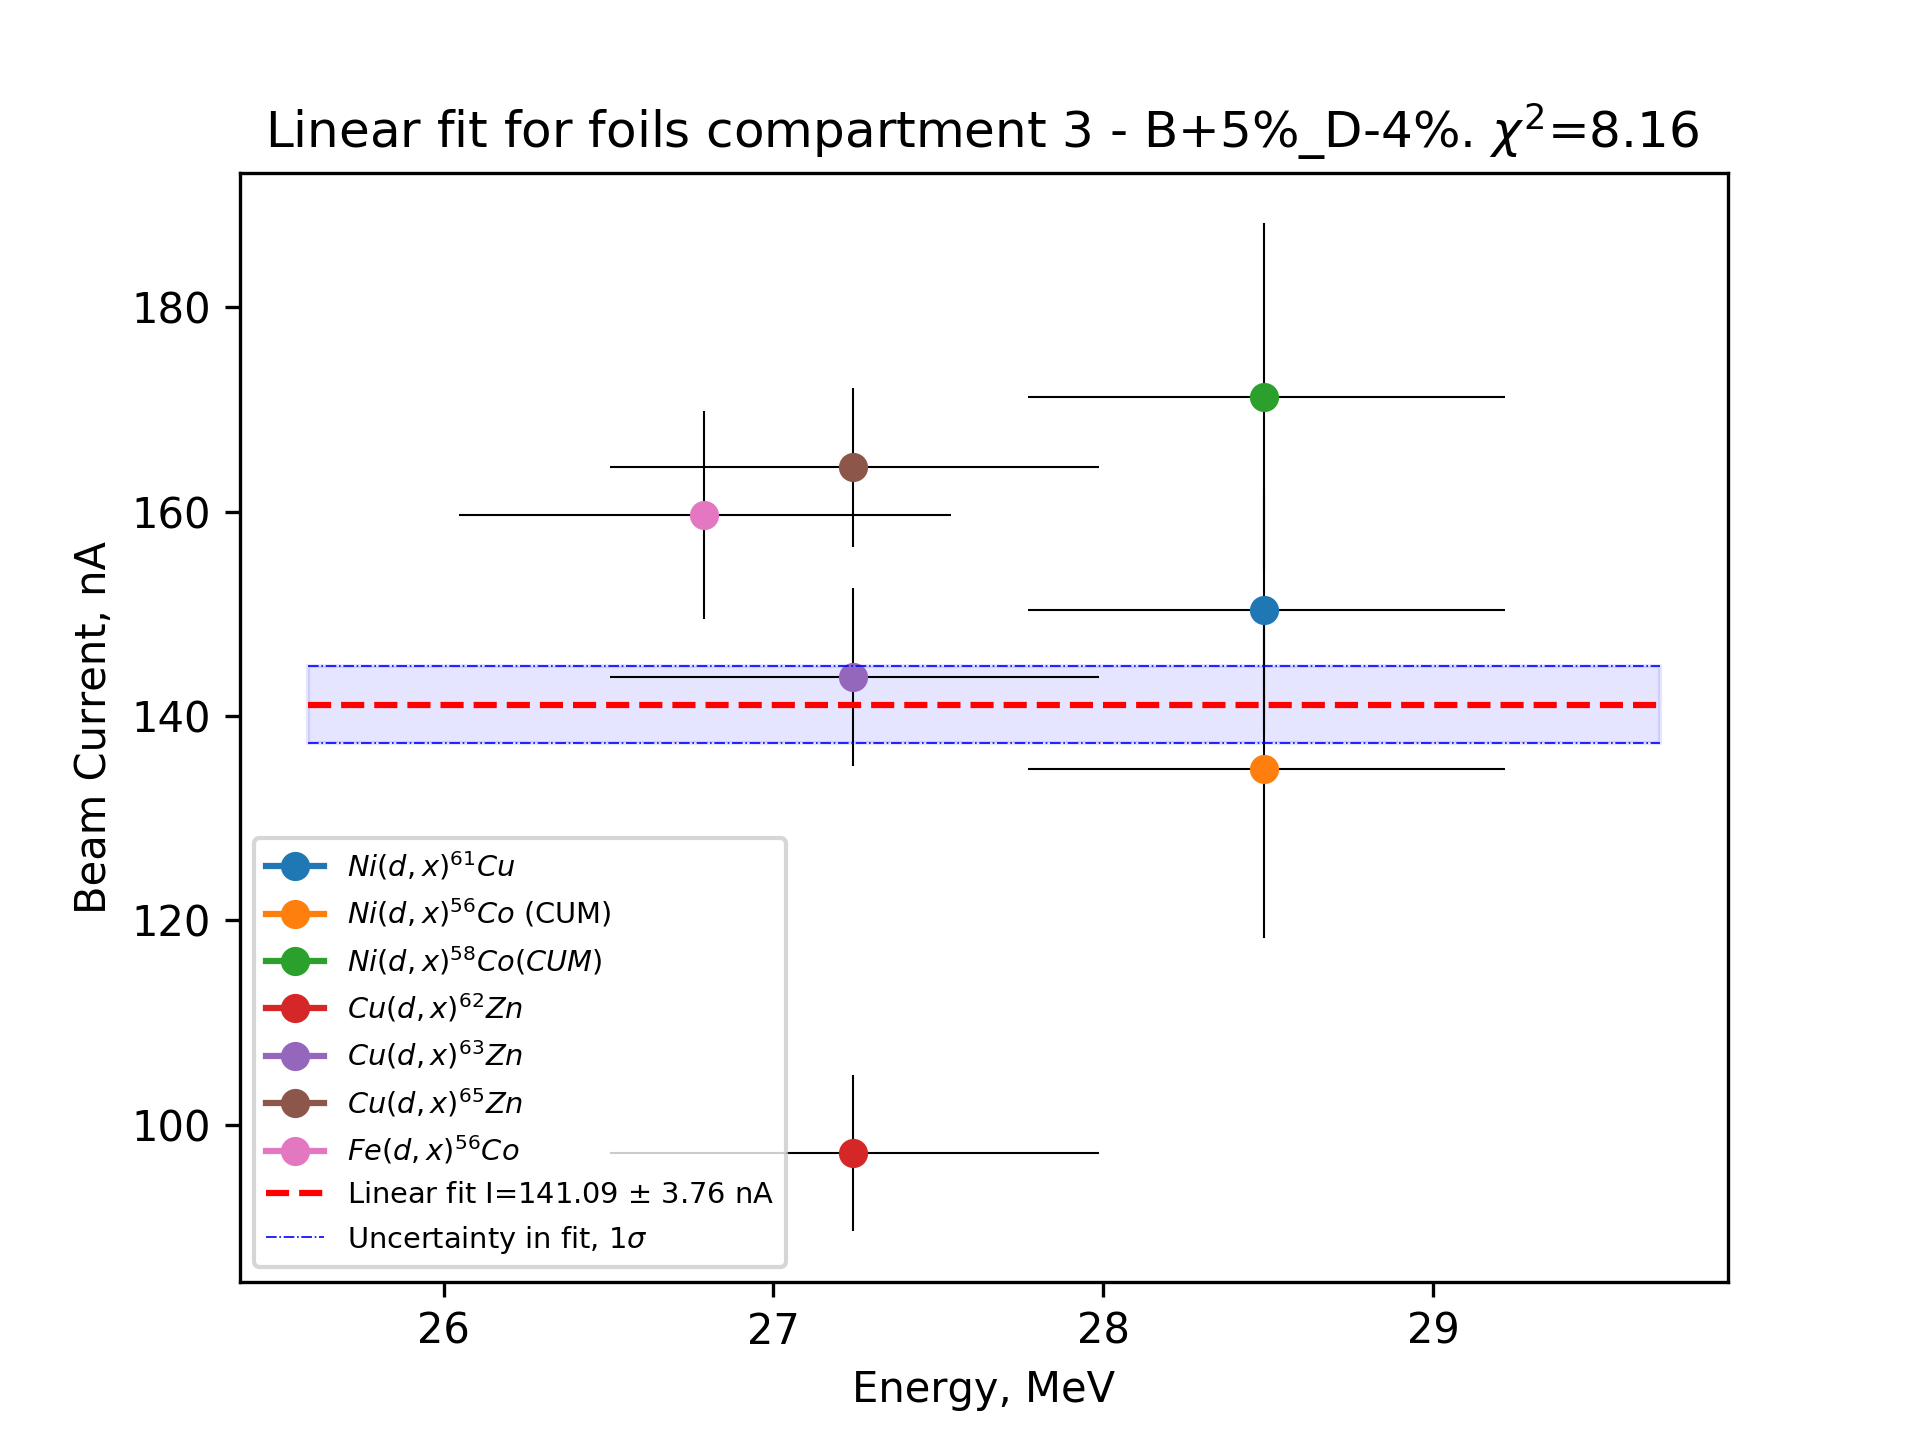 Linear fit for foils compartment 3 - B+5%_D-4%. χ²=8.16
Beam Current, nA
180
160
140
120
100
Ni(d, x)⁶¹Cu
Ni(d, x)⁵⁶Co (CUM)
Ni(d, x)⁵⁸Co(CUM)
Cu(d, x)⁶²Zn
Cu(d, x)⁶³Zn
Cu(d, x)⁶⁵Zn
Fe(d, x)⁵⁶Co
Linear fit I=141.09 ± 3.76 nA
Uncertainty in fit, 1σ
26 27 28 29
Energy, MeV